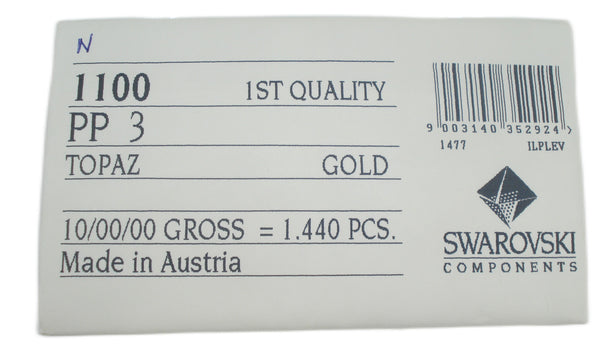 N
1100 1ST QUALITY
PP 3
TOPAZ GOLD
10/00/00 GROSS = 1.440 PCS.
Made in Austria
9 003140 352924 >
1477 ILPLEV
SWAROVSKI
COMPONENTS